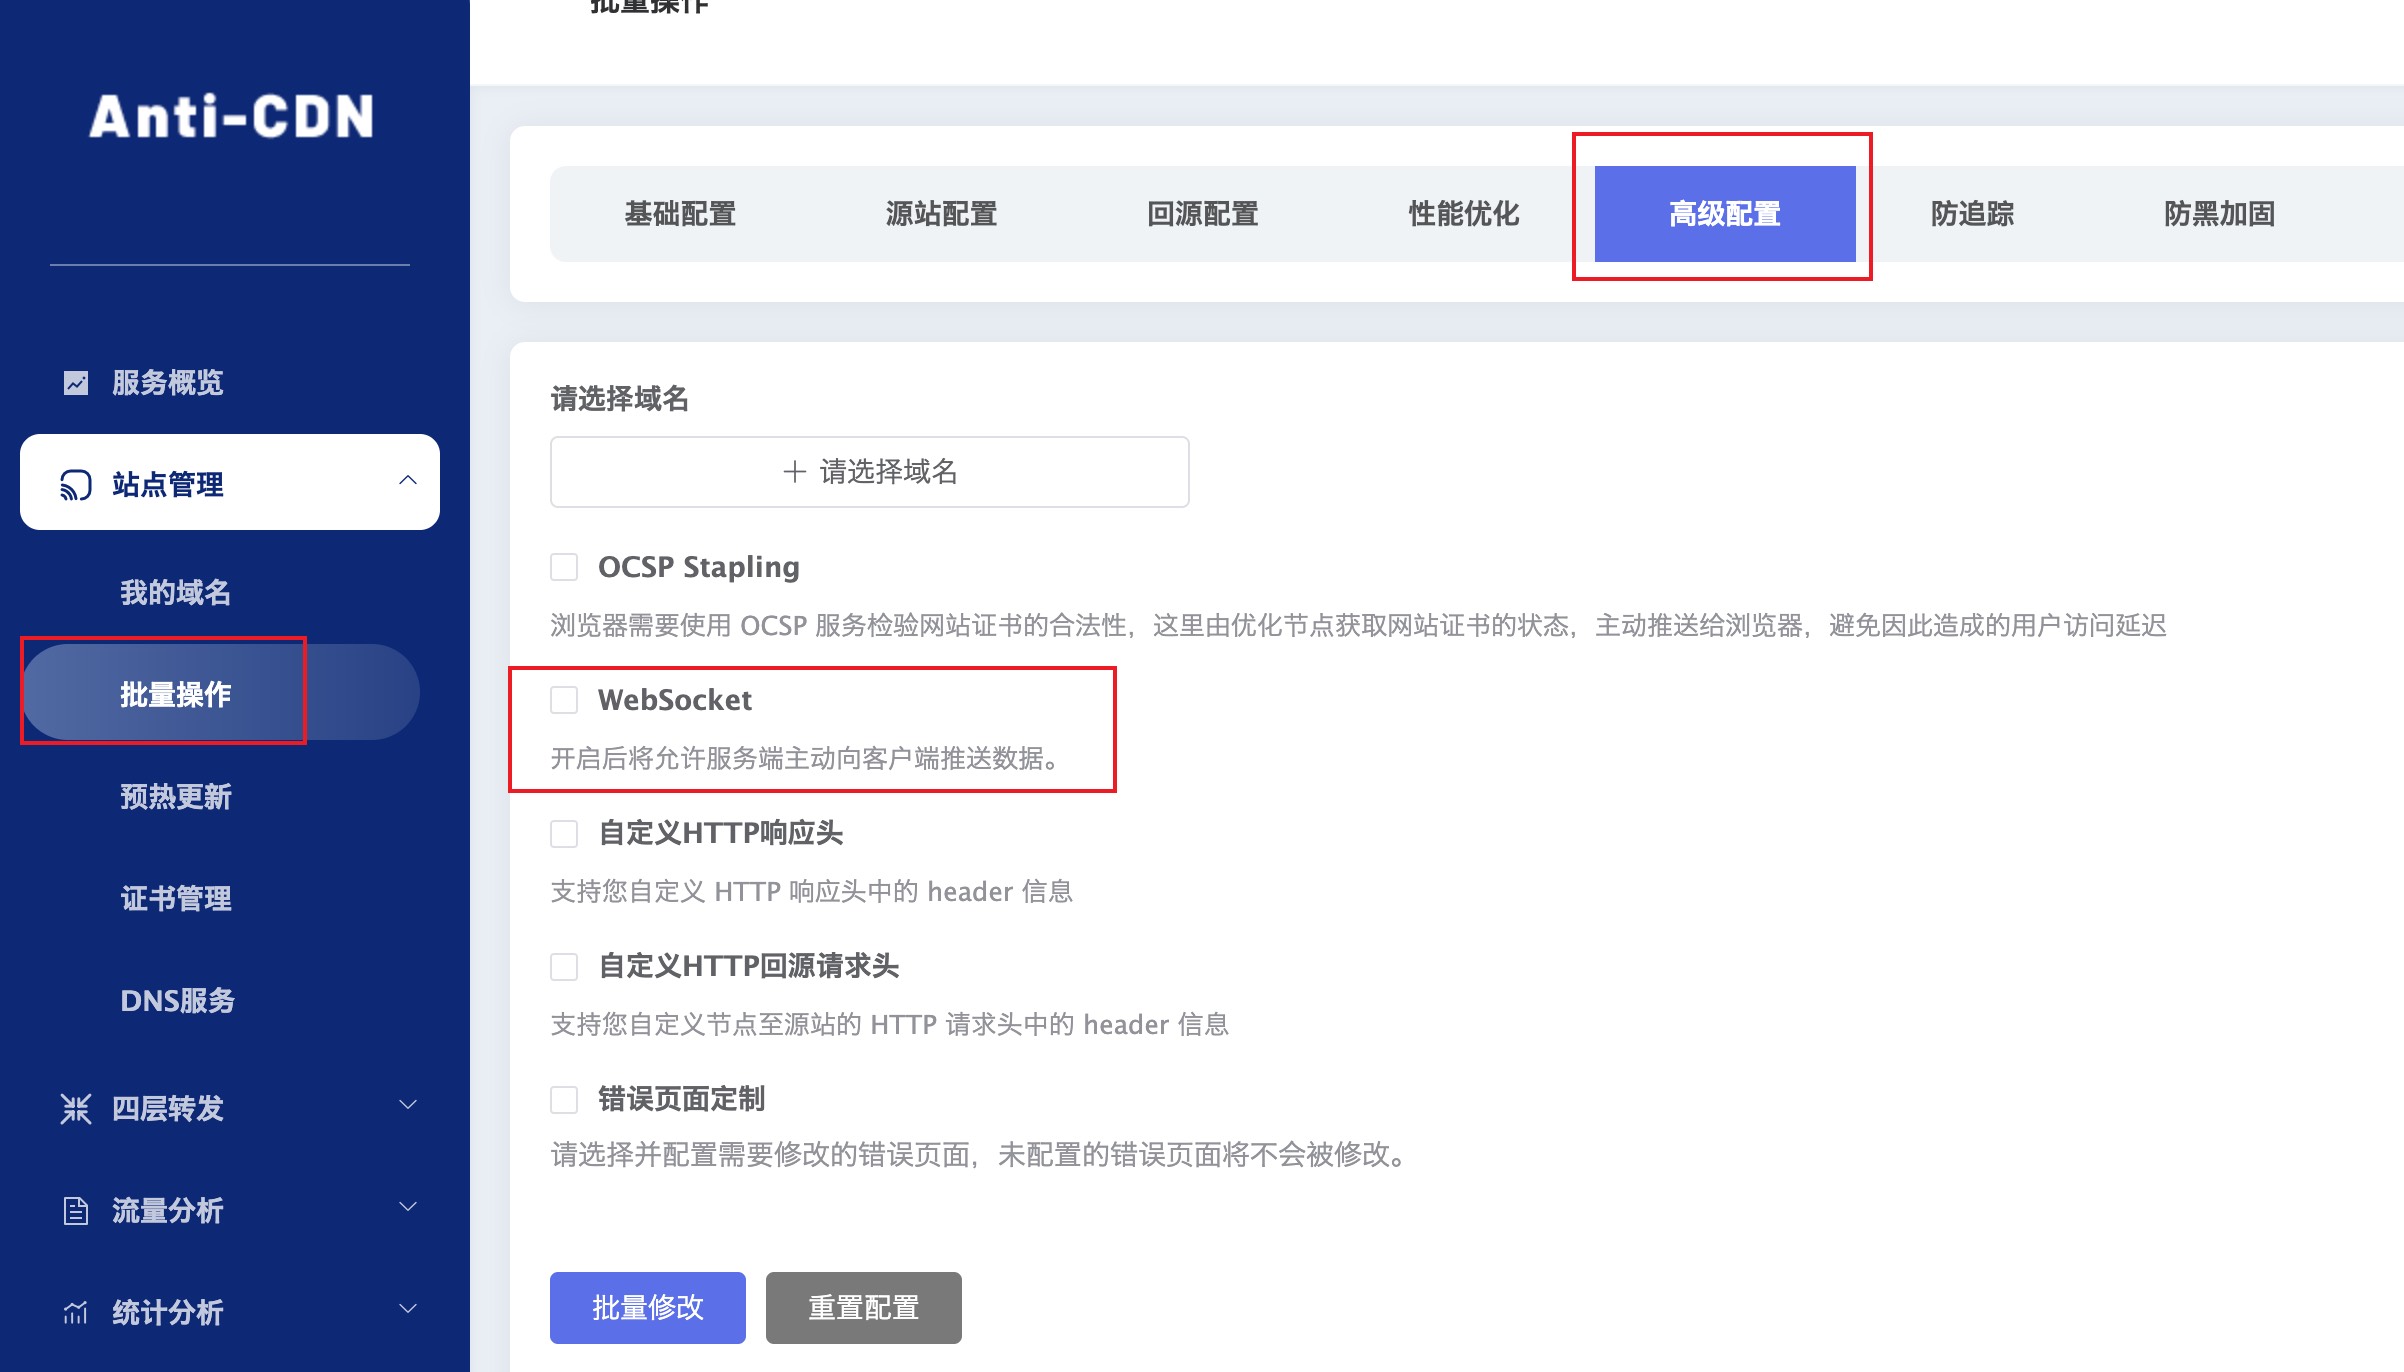 批量操作
Anti-CDN
基础配置
源站配置
回源配置
性能优化
高级配置
防追踪
防黑加固
服务概览
站点管理
我的域名
批量操作
预热更新
证书管理
DNS服务
四层转发
流量分析
统计分析
请选择域名
请选择域名
OCSP Stapling
浏览器需要使用 OCSP 服务检验网站证书的合法性，这里由优化节点获取网站证书的状态，主动推送给浏览器，避免因此造成的用户访问延迟
WebSocket
开启后将允许服务端主动向客户端推送数据。
自定义HTTP响应头
支持您自定义 HTTP 响应头中的 header 信息
自定义HTTP回源请求头
支持您自定义节点至源站的 HTTP 请求头中的 header 信息
错误页面定制
请选择并配置需要修改的错误页面，未配置的错误页面将不会被修改。
批量修改
重置配置